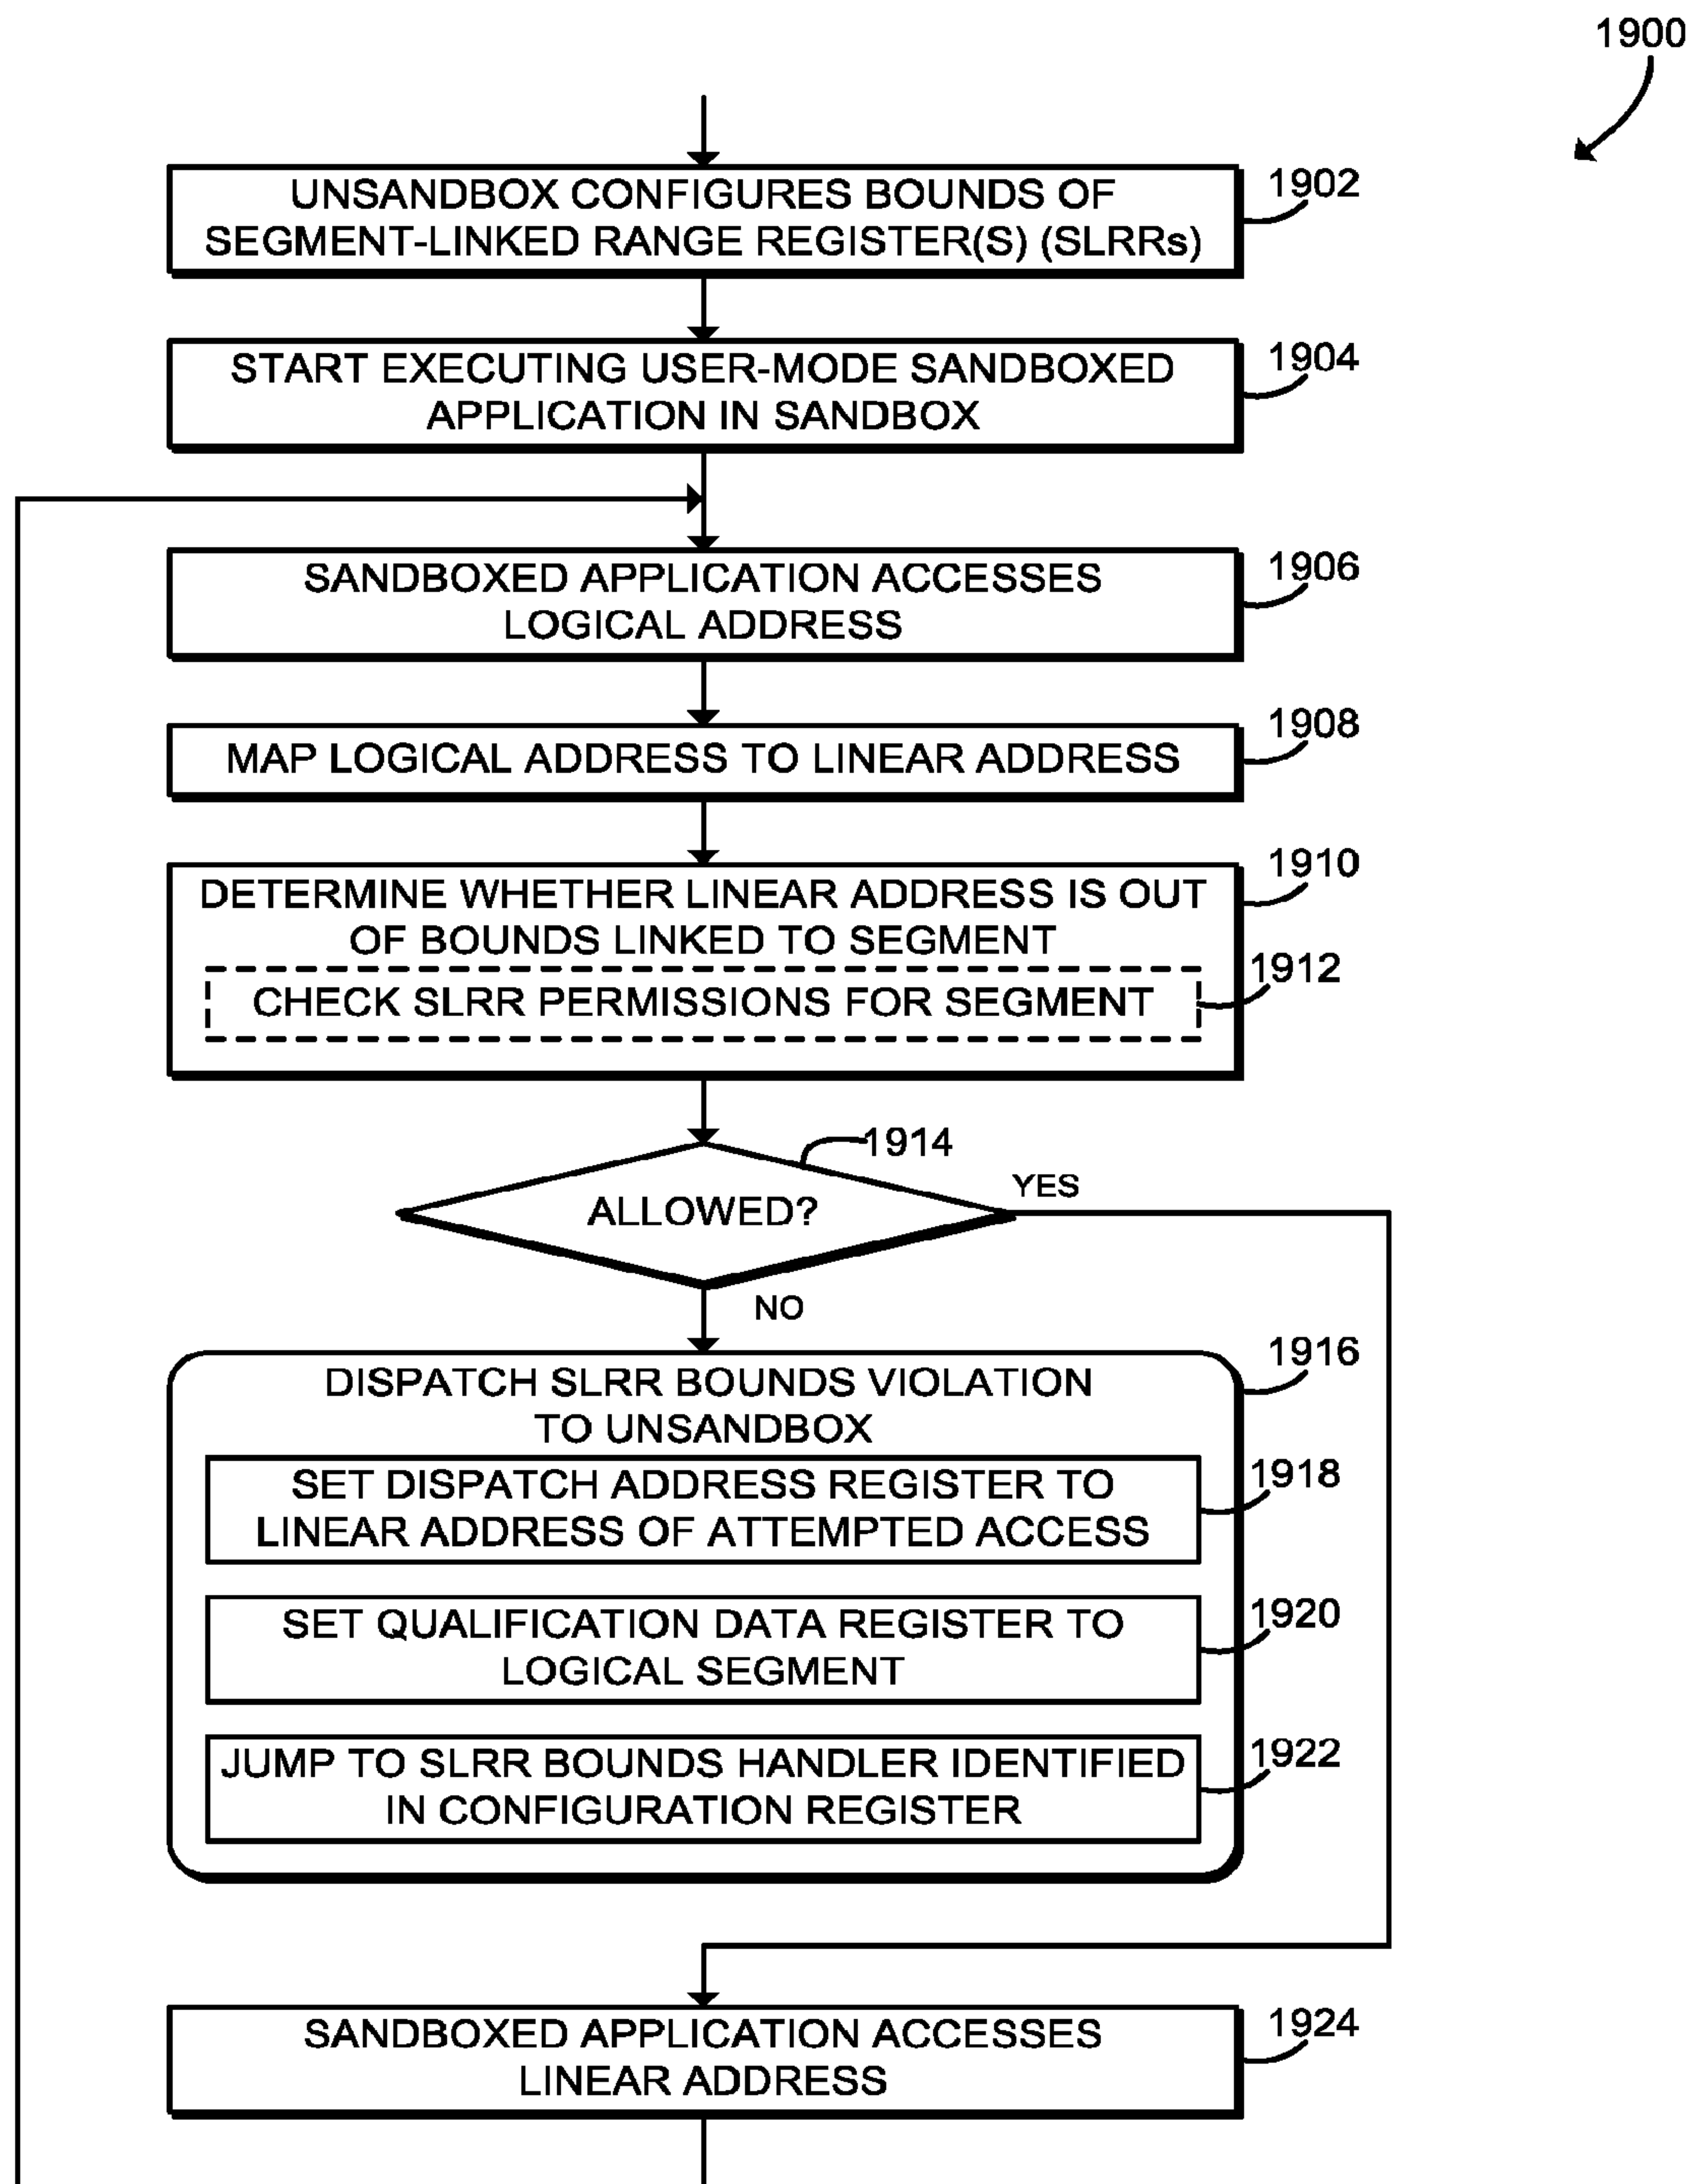 1900
UNSANDBOX CONFIGURES BOUNDS OF
SEGMENT-LINKED RANGE REGISTER(S) (SLRRs)
1902
START EXECUTING USER-MODE SANDBOXED
APPLICATION IN SANDBOX
1904
SANDBOXED APPLICATION ACCESSES
LOGICAL ADDRESS
1906
MAP LOGICAL ADDRESS TO LINEAR ADDRESS
1908
DETERMINE WHETHER LINEAR ADDRESS IS OUT
OF BOUNDS LINKED TO SEGMENT
1910
CHECK SLRR PERMISSIONS FOR SEGMENT
1912
1914
ALLOWED?
YES
NO
DISPATCH SLRR BOUNDS VIOLATION
TO UNSANDBOX
1916
SET DISPATCH ADDRESS REGISTER TO
LINEAR ADDRESS OF ATTEMPTED ACCESS
1918
SET QUALIFICATION DATA REGISTER TO
LOGICAL SEGMENT
1920
JUMP TO SLRR BOUNDS HANDLER IDENTIFIED
IN CONFIGURATION REGISTER
1922
SANDBOXED APPLICATION ACCESSES
LINEAR ADDRESS
1924